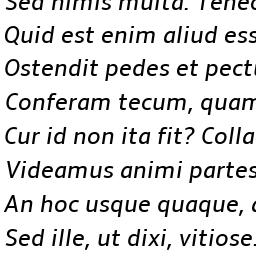 Sed nimis multa. Tenec
Quid est enim aliud ess
Ostendit pedes et pectu
Conferam tecum, quam
Cur id non ita fit? Colla
Videamus animi partes
An hoc usque quaque, a
Sed ille, ut dixi, vitiose.